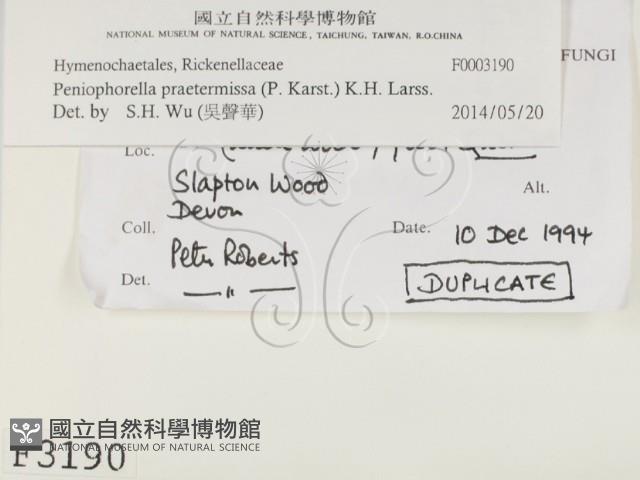 國立自然科學博物館
NATIONAL MUSEUM OF NATURAL SCIENCE, TAICHUNG, TAIWAN, R.O.CHINA
FUNGI
Hymenochaetales, Rickenellaceae F0003190
Peniophorella praetermissa (P. Karst.) K.H. Larss.
Det. by S.H. Wu (吳聲華) 2014/05/20
Loc.
Slapton Wood Alt.
Devon
Coll. Peter Roberts Date. 10 Dec 1994
Det. — " — DUPLICATE
國立自然科學博物館
NATIONAL MUSEUM OF NATURAL SCIENCE
F3190